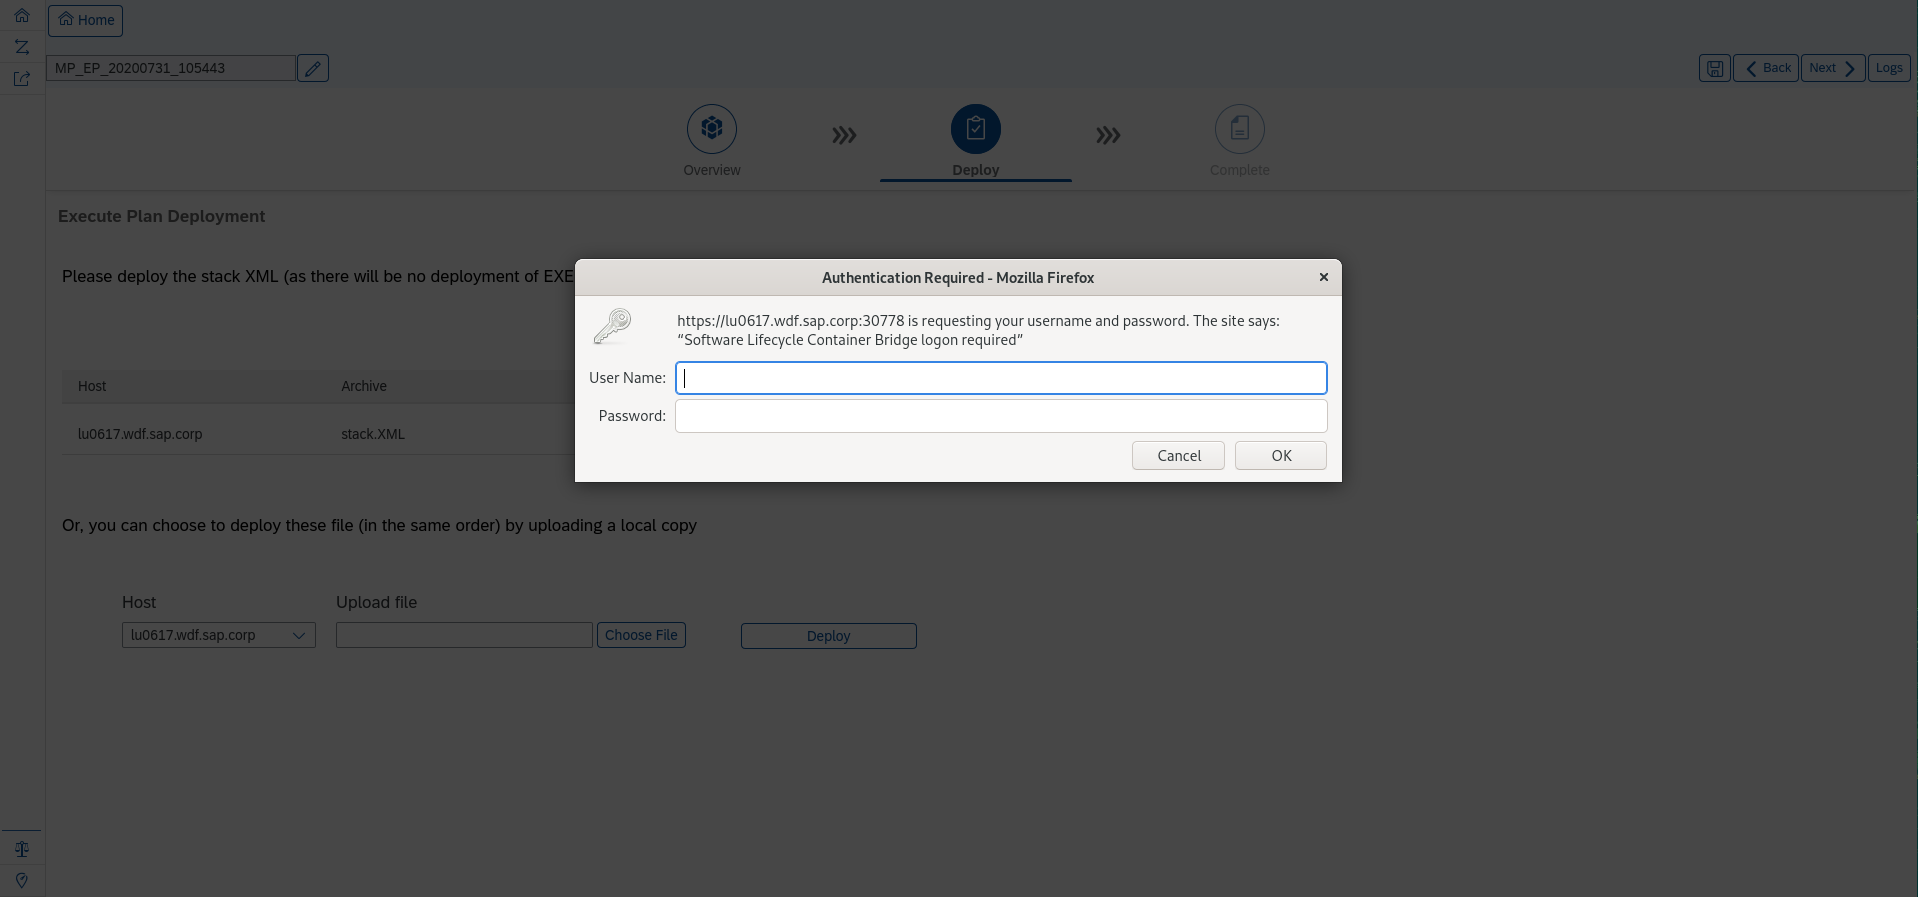 Home
MP_EP_20200731_105443
Back
Next
Logs
Overview
Deploy
Complete
Execute Plan Deployment
Please deploy the stack XML (as there will be no deployment of EXE
Authentication Required - Mozilla Firefox
https://lu0617.wdf.sap.corp:30778 is requesting your username and password. The site says:
“Software Lifecycle Container Bridge logon required”
User Name:
Password:
Cancel
OK
Host
Archive
lu0617.wdf.sap.corp
stack.XML
Or, you can choose to deploy these file (in the same order) by uploading a local copy
Host
Upload file
lu0617.wdf.sap.corp
Choose File
Deploy